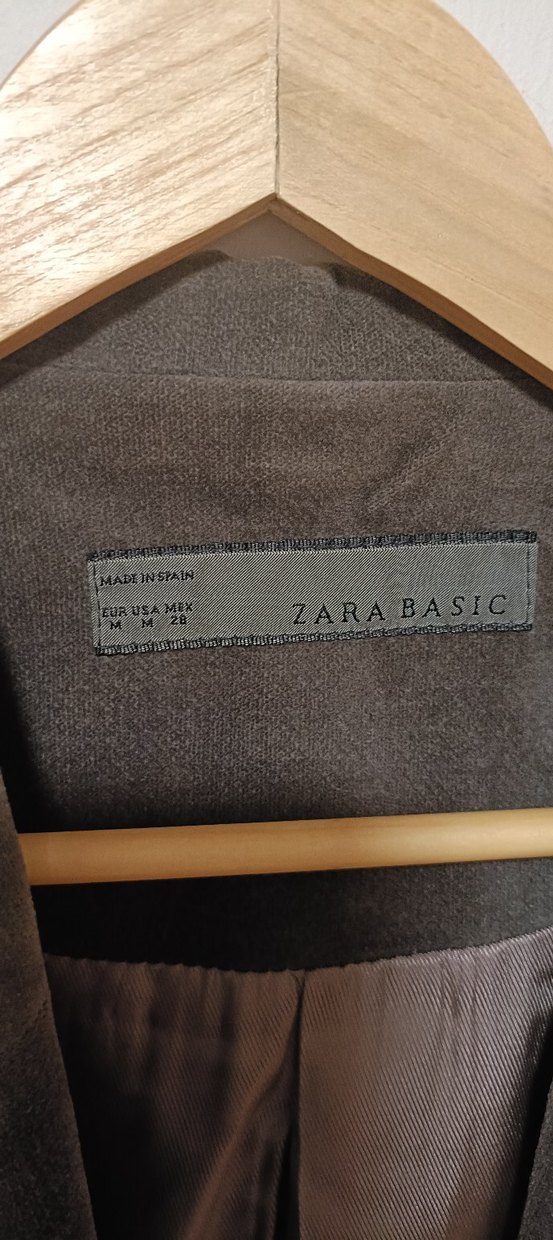 MADE IN SPAIN
EUR USA MEX
M M 28
ZARA BASIC